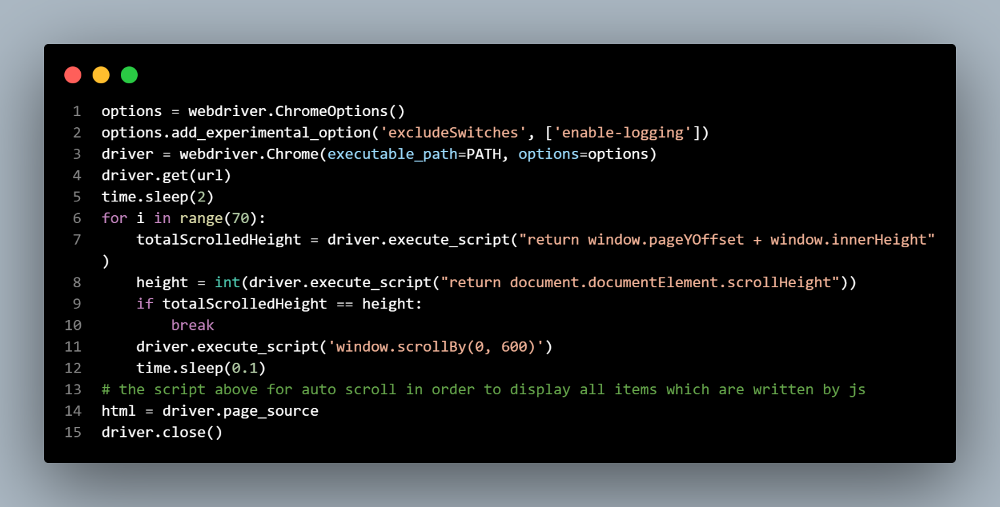 1 options = webdriver.ChromeOptions()
2 options.add_experimental_option('excludeSwitches', ['enable-logging'])
3 driver = webdriver.Chrome(executable_path=PATH, options=options)
4 driver.get(url)
5 time.sleep(2)
6 for i in range(70):
7     totalScrolledHeight = driver.execute_script("return window.pageYOffset + window.innerHeight"
)
8     height = int(driver.execute_script("return document.documentElement.scrollHeight"))
9     if totalScrolledHeight == height:
10         break
11     driver.execute_script('window.scrollBy(0, 600)')
12     time.sleep(0.1)
13 # the script above for auto scroll in order to display all items which are written by js
14 html = driver.page_source
15 driver.close()